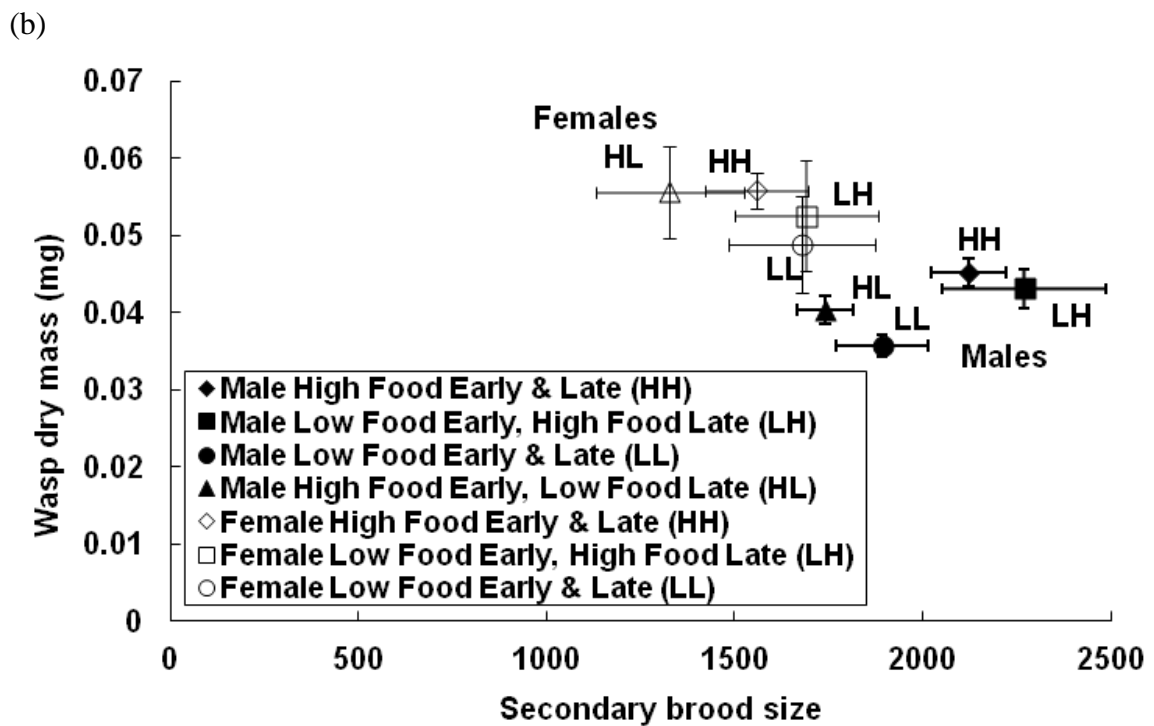 (b)
0.07
0.06
0.05
0.04
0.03
0.02
0.01
0
Wasp dry mass (mg)
Females
HL
HH
LH
LL
HL
LL
HH
LH
Males
Male High Food Early & Late (HH)
Male Low Food Early, High Food Late (LH)
Male Low Food Early & Late (LL)
Male High Food Early, Low Food Late (HL)
Female High Food Early & Late (HH)
Female Low Food Early, High Food Late (LH)
Female Low Food Early & Late (LL)
0 500 1000 1500 2000 2500
Secondary brood size